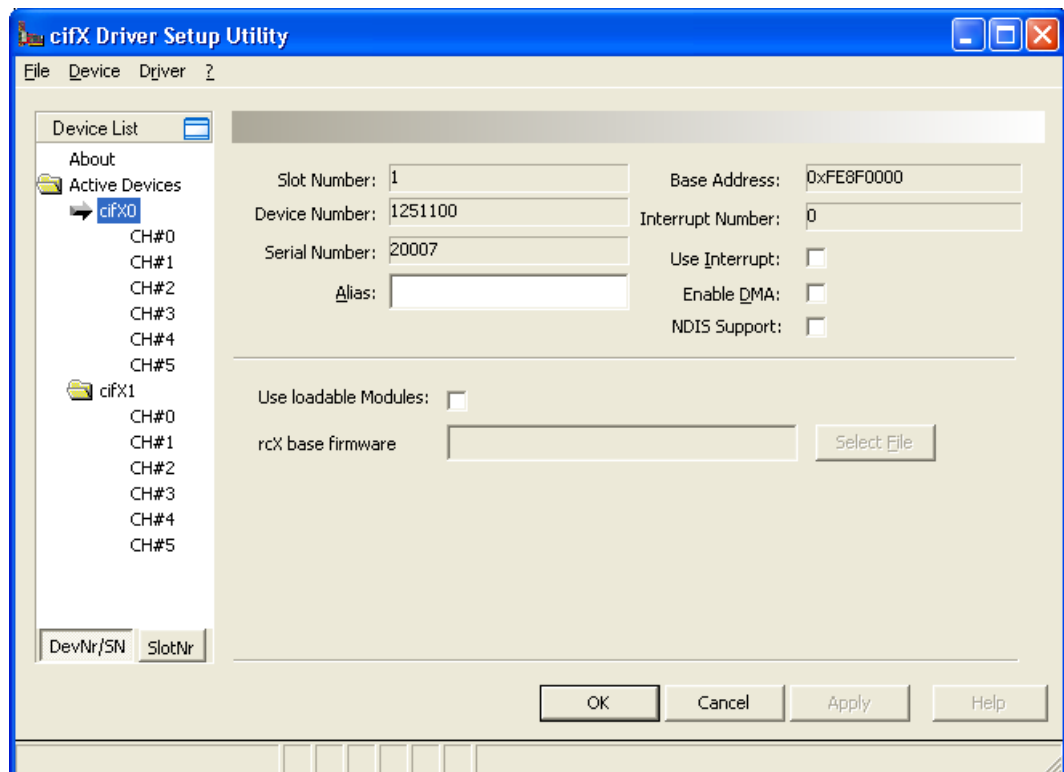 cifX Driver Setup Utility
File Device Driver ?
Device List
About
Active Devices
cifX0
CH#0
CH#1
CH#2
CH#3
CH#4
CH#5
cifX1
CH#0
CH#1
CH#2
CH#3
CH#4
CH#5
DevNr/SN SlotNr
Slot Number: 1
Device Number: 1251100
Serial Number: 20007
Alias:
Base Address: 0xFE8F0000
Interrupt Number: 0
Use Interrupt:
Enable DMA:
NDIS Support:
Use loadable Modules:
rcX base firmware Select File
OK Cancel Apply Help